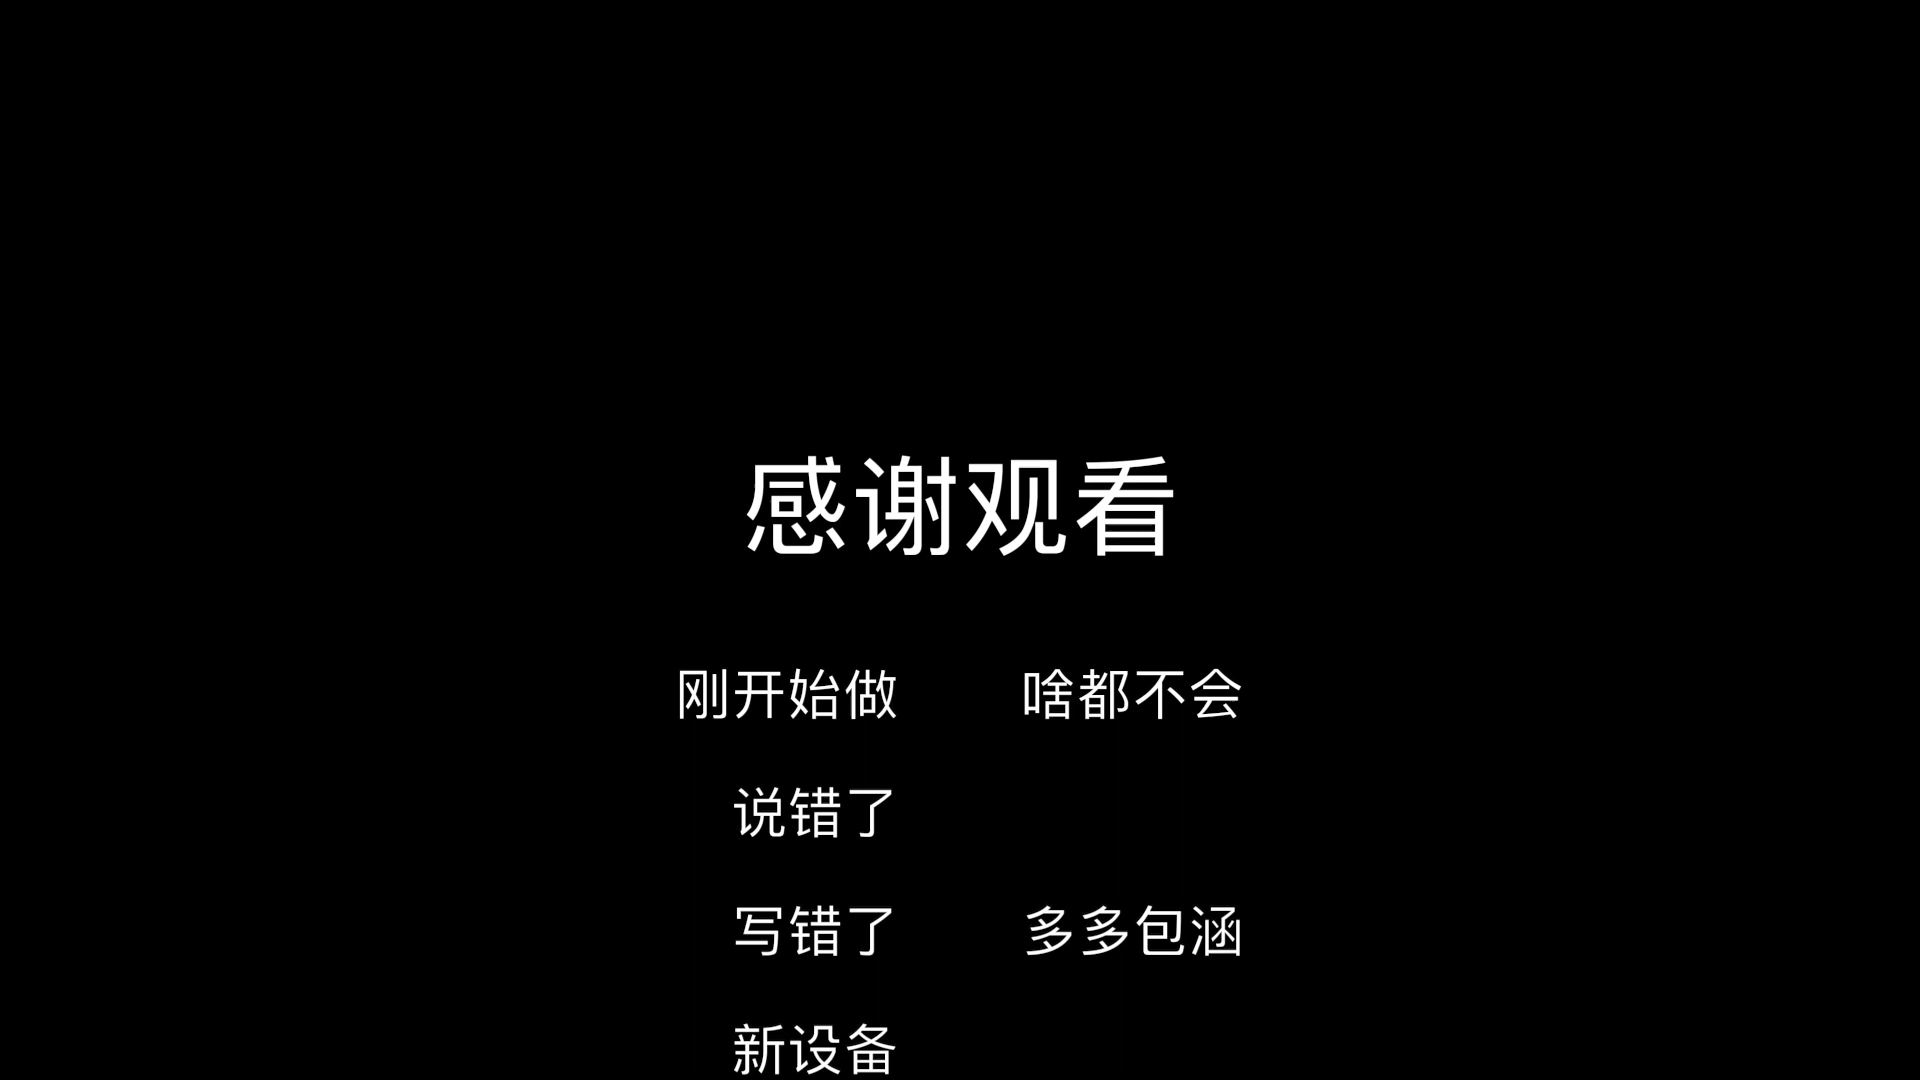 感谢观看
刚开始做 啥都不会
说错了
写错了 多多包涵
新设备